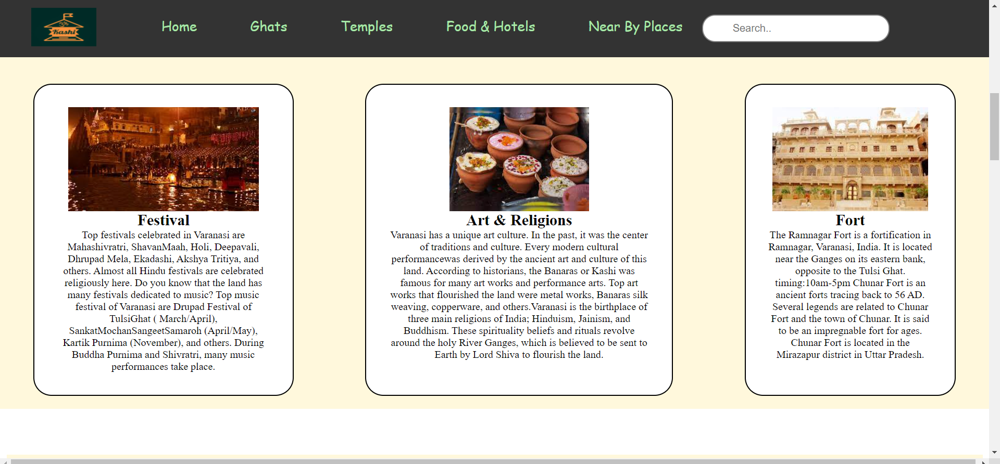 Kashi
Home
Ghats
Temples
Food & Hotels
Near By Places
Search..
Festival
Top festivals celebrated in Varanasi are
Mahashivratri, ShavanMaah, Holi, Deepavali,
Dhrupad Mela, Ekadashi, Akshya Tritiya, and
others. Almost all Hindu festivals are celebrated
religiously here. Do you know that the land has
many festivals dedicated to music? Top music
festival of Varanasi are Drupad Festival of
TulsiGhat ( March/April),
SankatMochanSangeetSamaroh (April/May),
Kartik Purnima (November), and others. During
Buddha Purnima and Shivratri, many music
performances take place.
Art & Religions
Varanasi has a unique art culture. In the past, it was the center
of traditions and culture. Every modern cultural
performancewas derived by the ancient art and culture of this
land. According to historians, the Banaras or Kashi was
famous for many art works and performance arts. Top art
works that flourished the land were metal works, Banaras silk
weaving, copperware, and others.Varanasi is the birthplace of
three main religions of India; Hinduism, Jainism, and
Buddhism. These spirituality beliefs and rituals revolve
around the holy River Ganges, which is believed to be sent to
Earth by Lord Shiva to flourish the land.
Fort
The Ramnagar Fort is a fortification in
Ramnagar, Varanasi, India. It is located
near the Ganges on its eastern bank,
opposite to the Tulsi Ghat.
timing:10am-5pm Chunar Fort is an
ancient forts tracing back to 56 AD.
Several legends are related to Chunar
Fort and the town of Chunar. It is said
to be an impregnable fort for ages.
Chunar Fort is located in the
Mirazapur district in Uttar Pradesh.